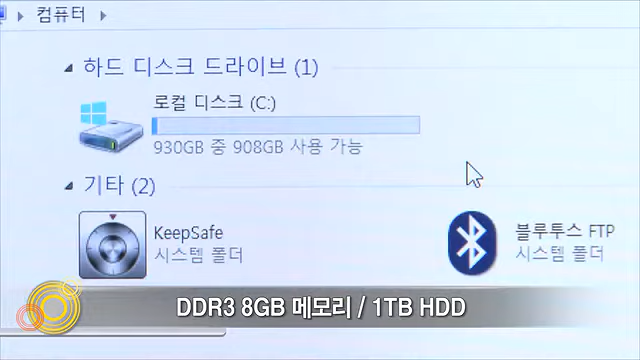 컴퓨터
하드 디스크 드라이브 (1)
로컬 디스크 (C:)
930GB 중 908GB 사용 가능
기타 (2)
KeepSafe
시스템 폴더
블루투스 FTP
시스템 폴더
DDR3 8GB 메모리 / 1TB HDD